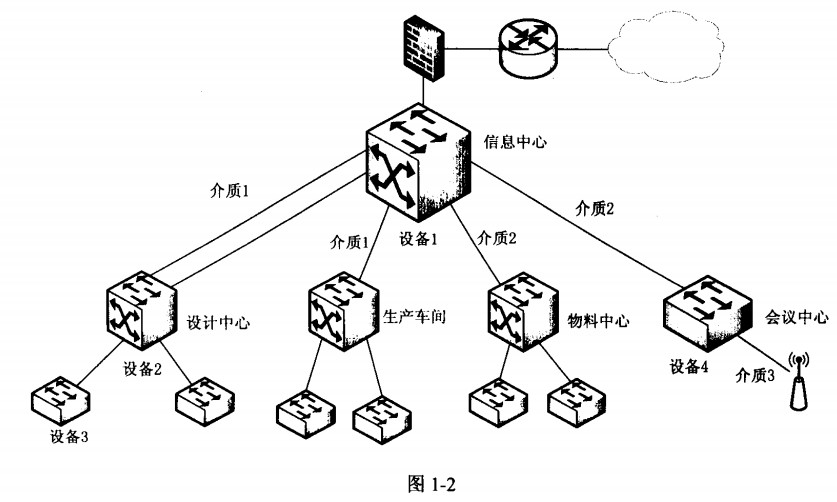 信息中心
介质1
介质2
介质1
介质2
设备1
设计中心
生产车间
物料中心
会议中心
设备2
设备4
介质3
设备3
图 1-2